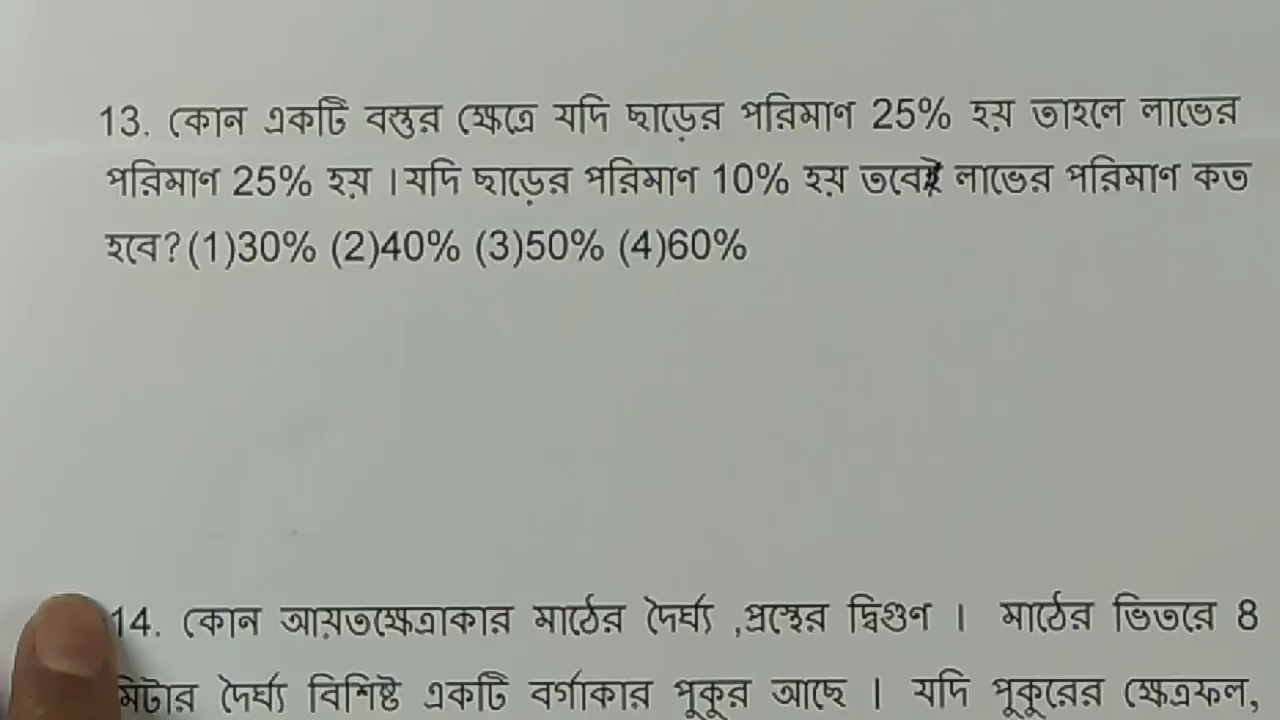 13. কোন একটি বস্তুর ক্ষেত্রে যদি ছাড়ের পরিমাণ 25% হয় তাহলে লাভের
পরিমাণ 25% হয় ।যদি ছাড়ের পরিমাণ 10% হয় তবে লাভের পরিমাণ কত
হবে?(1)30% (2)40% (3)50% (4)60%
14. কোন আয়তক্ষেত্রাকার মাঠের দৈর্ঘ্য ,প্রস্থের দ্বিগুণ । মাঠের ভিতরে 8
মিটার দৈর্ঘ্য বিশিষ্ট একটি বর্গাকার পুকুর আছে । যদি পুকুরের ক্ষেত্রফল,